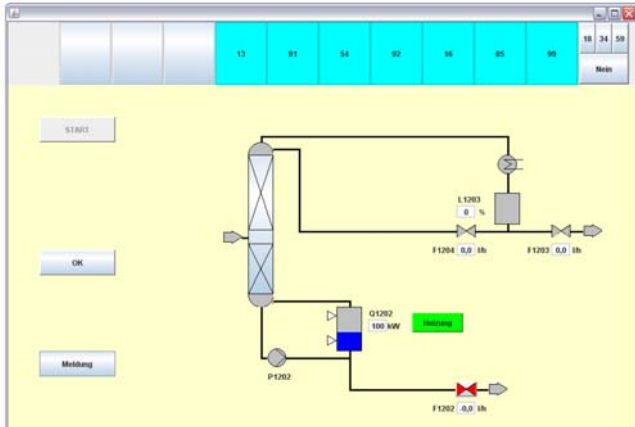 13 91 54 92 16 85 99
18 34 59
Nein
START
L1203
0 %
F1204 0,0 l/h
F1203 0,0 l/h
OK
Q1202
100 kW
Heizung
Meldung
P1202
F1202 -0,0 l/h